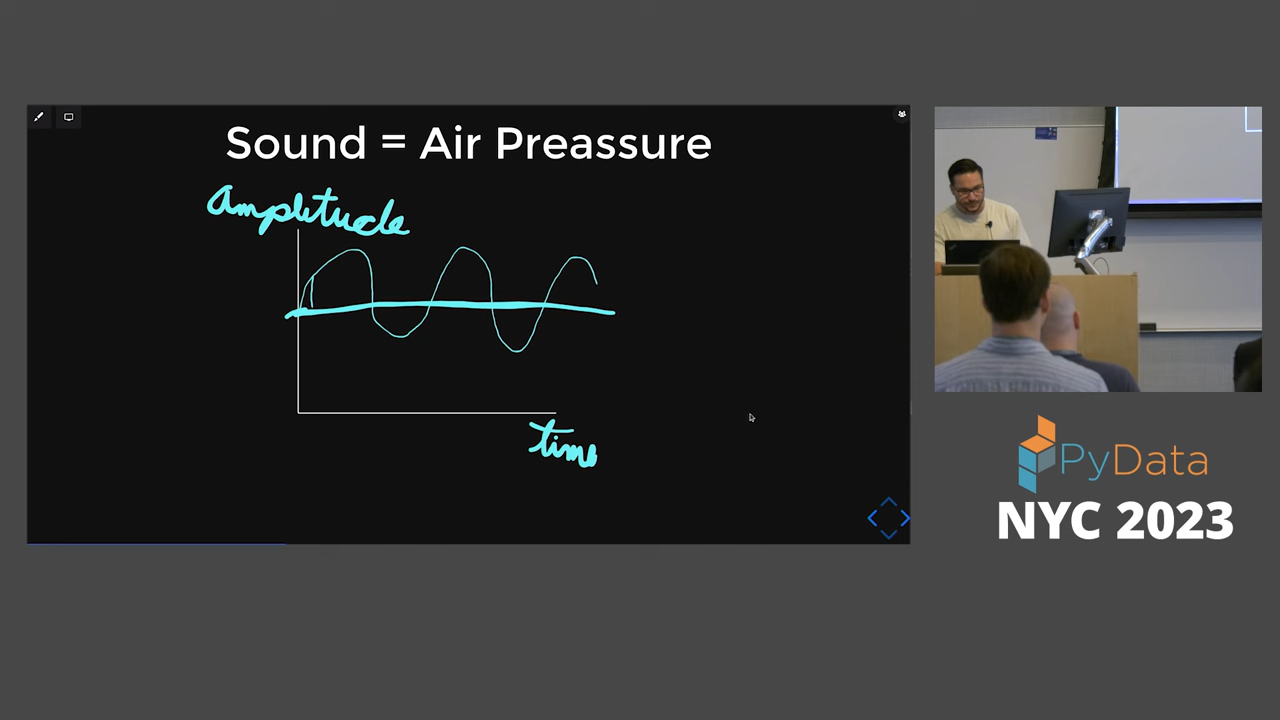 Sound = Air Preassure
amplitude
time
PyData
NYC 2023